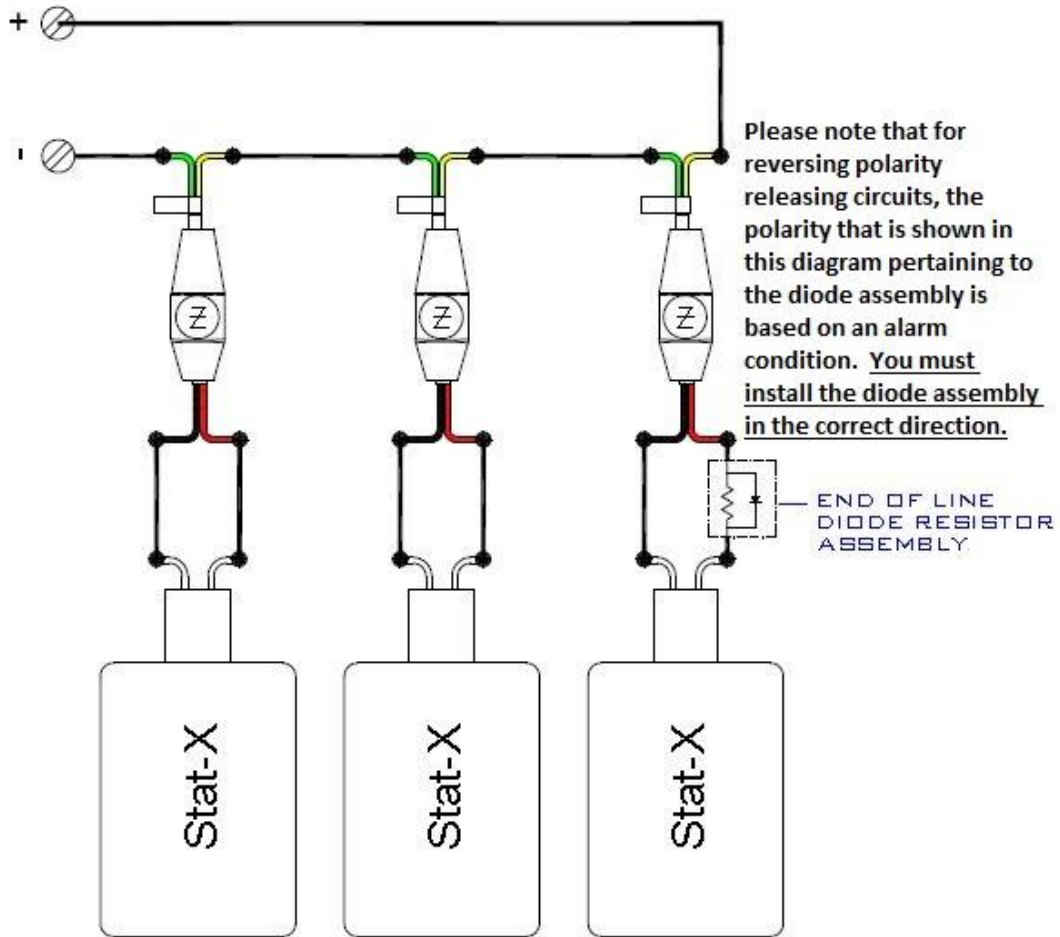 +
-
Please note that for
reversing polarity
releasing circuits, the
polarity that is shown in
this diagram pertaining to
the diode assembly is
based on an alarm
condition. You must
install the diode assembly
in the correct direction.
Z
Z
Z
END OF LINE
DIODE RESISTOR
ASSEMBLY
Stat-X
Stat-X
Stat-X